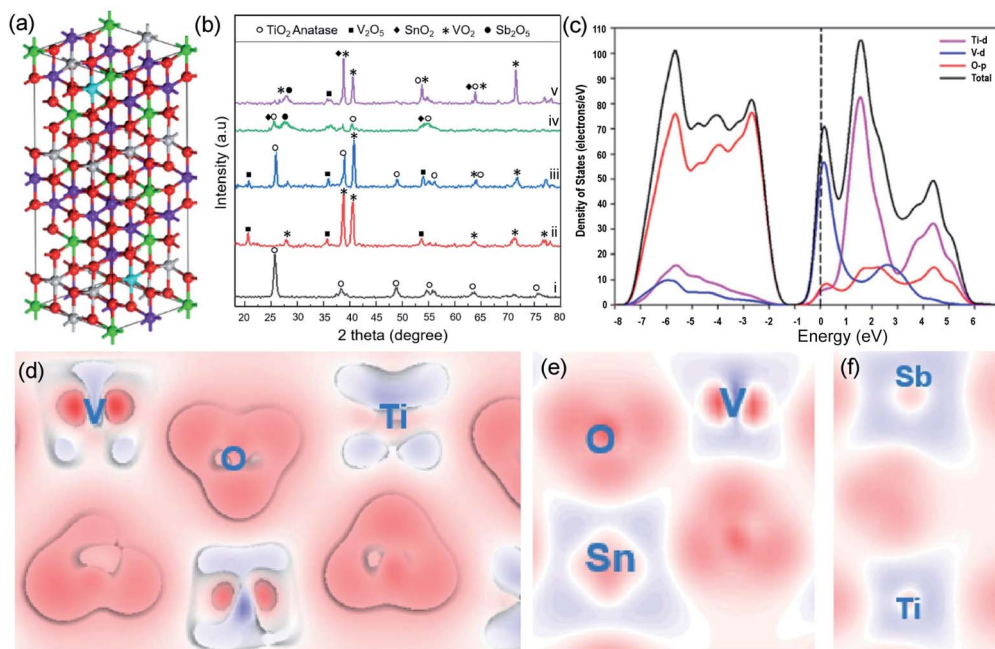 (a)
(b)
○ TiO2 Anatase ■ V2O5 ◆ SnO2 * VO2 ● Sb2O5
Intensity (a.u)
v
iv
iii
ii
i
20 25 30 35 40 45 50 55 60 65 70 75 80
2 theta (degree)
(c)
Density of States (electrons/eV)
110
100
90
80
70
60
50
40
30
20
10
0
Ti-d
V-d
O-p
Total
-8 -7 -6 -5 -4 -3 -2 -1 0 1 2 3 4 5 6
Energy (eV)
(d)
V
O
Ti
(e)
O
V
Sn
(f)
Sb
Ti